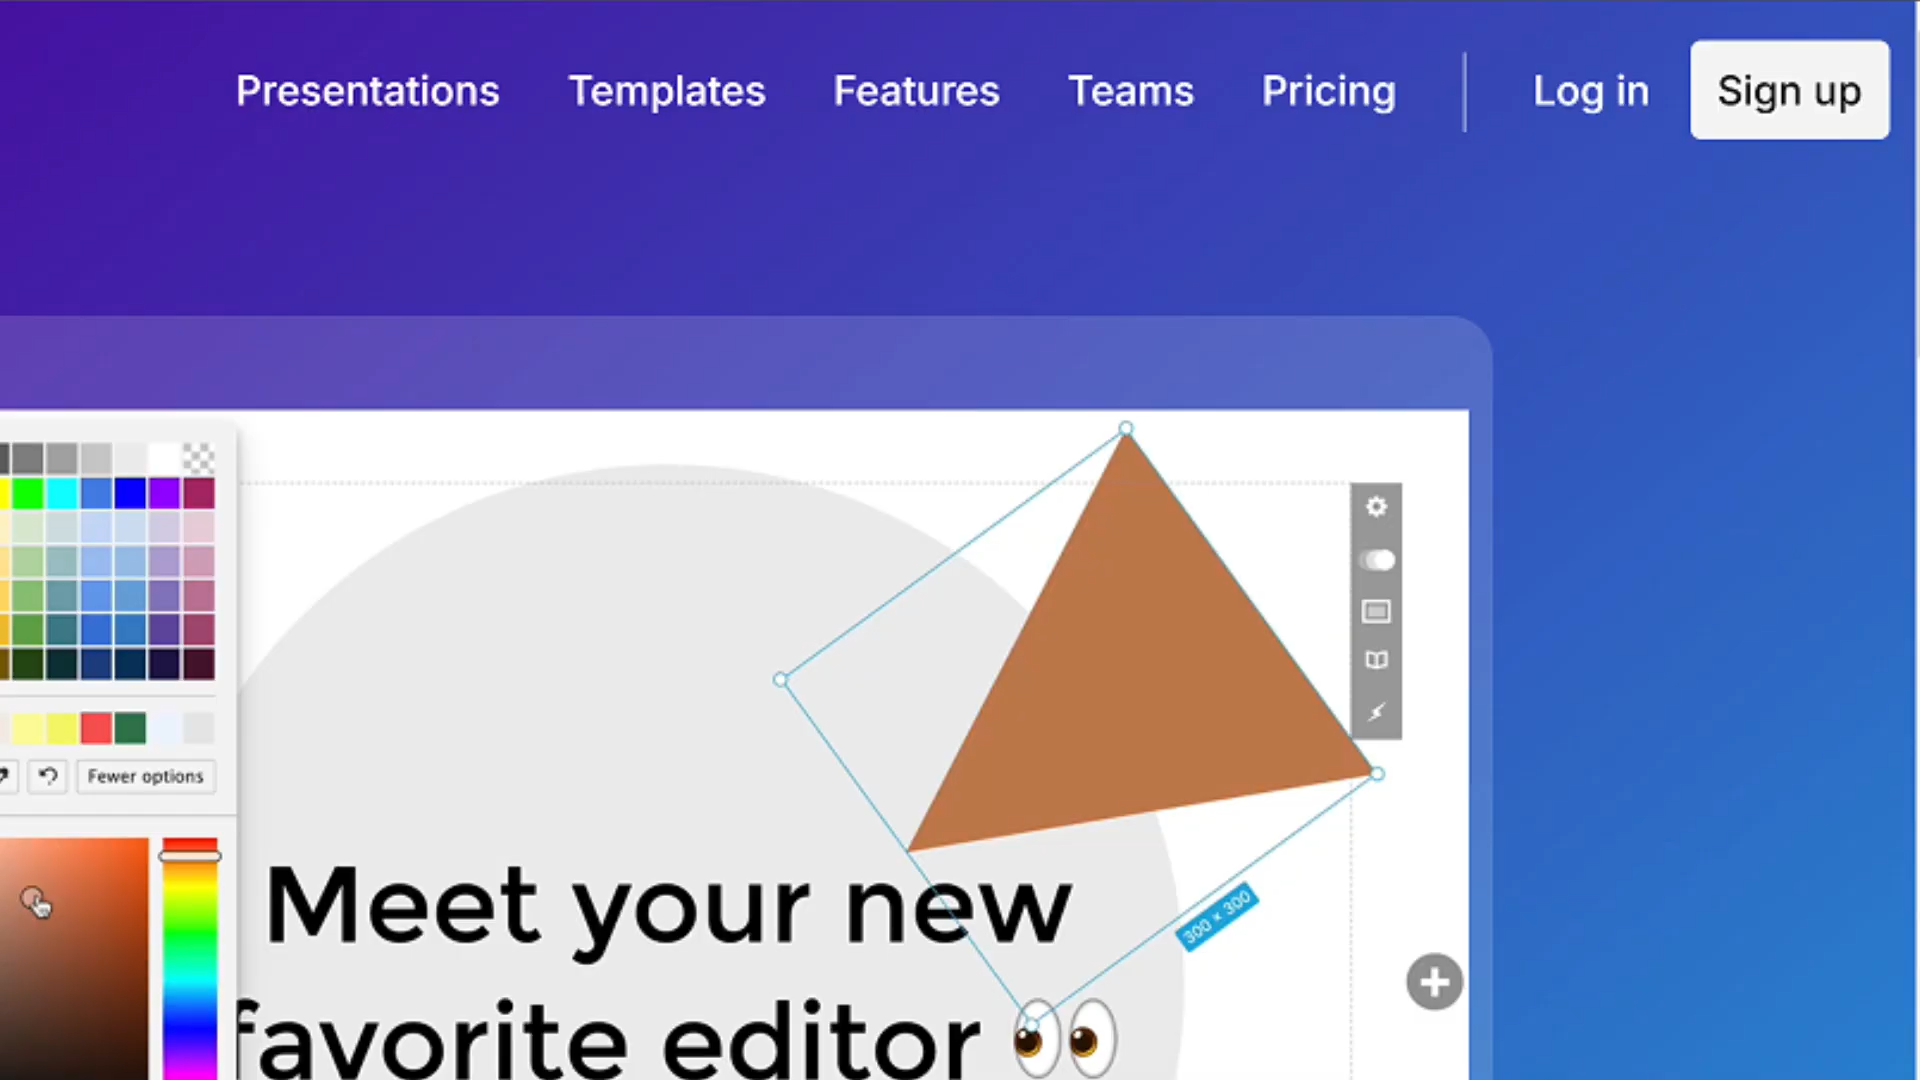 Presentations Templates Features Teams Pricing Log in Sign up
Fewer options
Meet your new
favorite editor 👀
300 × 300